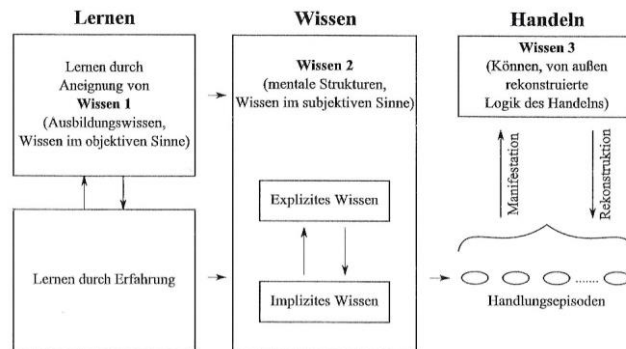 Lernen
Wissen
Handeln
Lernen durch
Aneignung von
Wissen 1
(Ausbildungswissen,
Wissen im objektiven Sinne)
Lernen durch Erfahrung
Wissen 2
(mentale Strukturen,
Wissen im subjektiven Sinne)
Explizites Wissen
Implizites Wissen
Wissen 3
(Können, von außen
rekonstruierte
Logik des Handelns)
Manifestation
Rekonstruktion
......
Handlungsepisoden